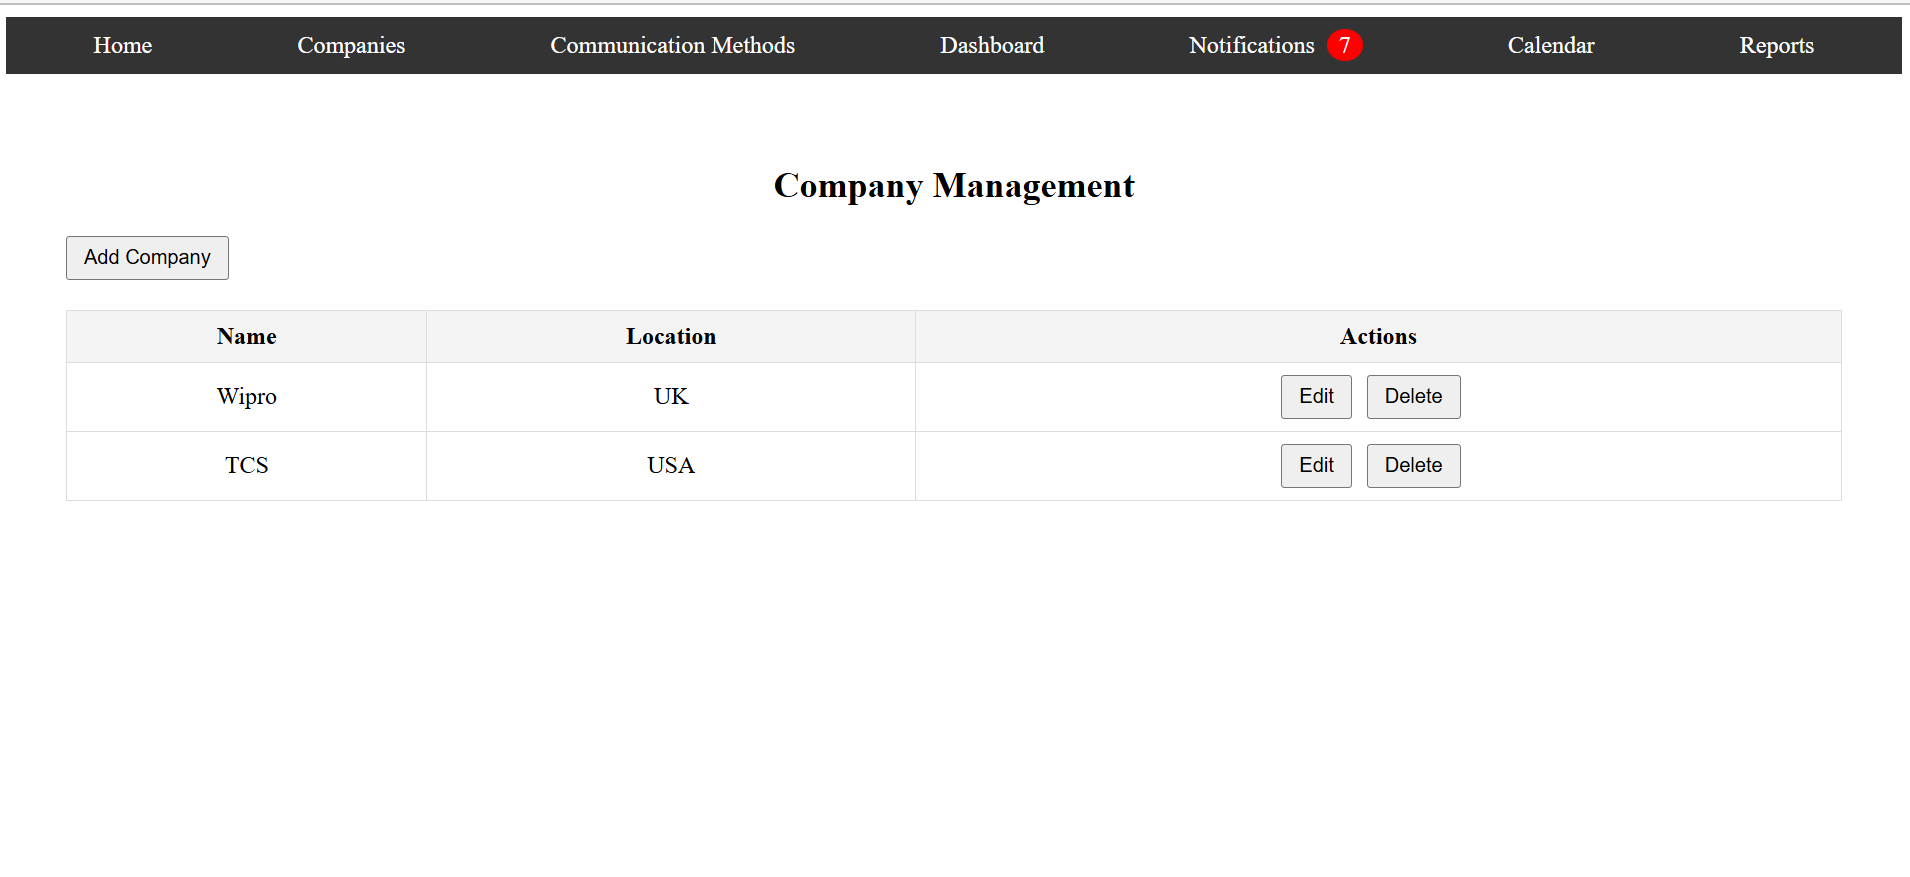 Home Companies Communication Methods Dashboard Notifications 7 Calendar Reports
Company Management
Add Company
Name Location Actions
Wipro UK Edit Delete
TCS USA Edit Delete